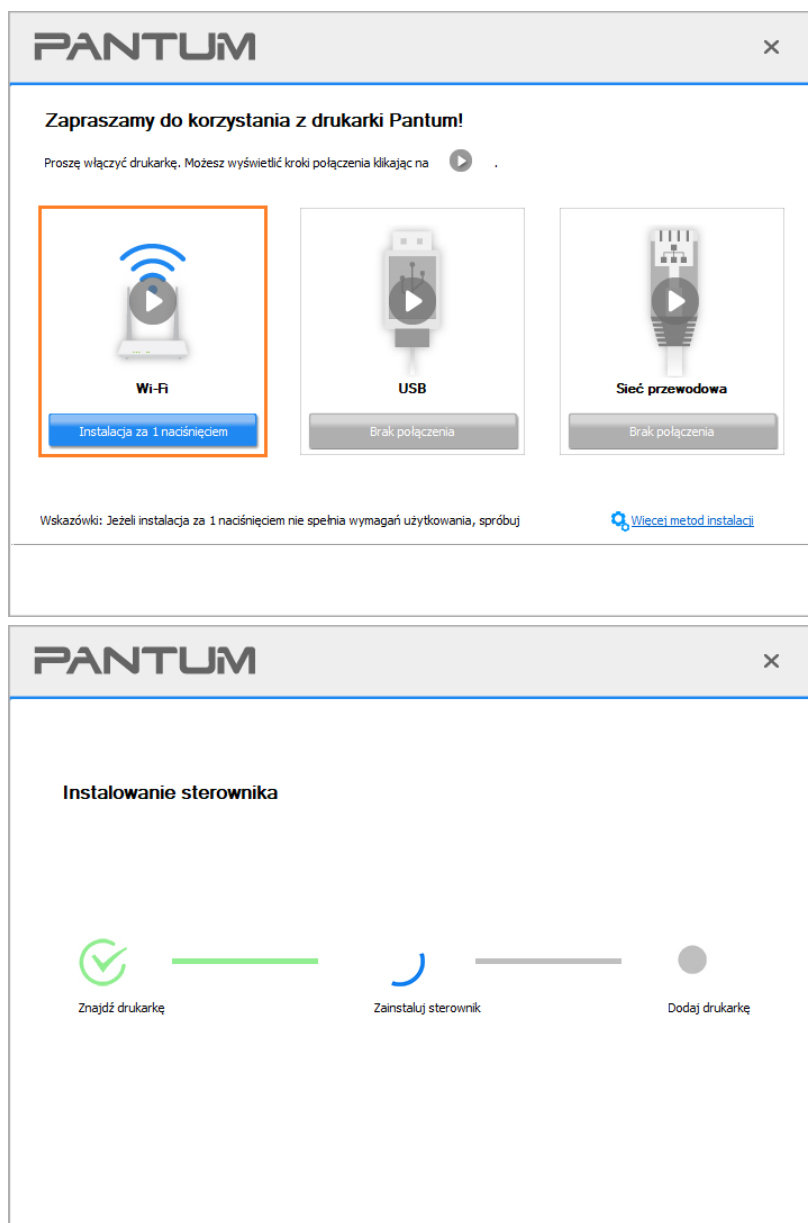 PANTUM
Zapraszamy do korzystania z drukarki Pantum!
Proszę włączyć drukarkę. Możesz wyświetlić kroki połączenia klikając na .
Wi-Fi
Instalacja za 1 naciśnięciem
USB
Brak połączenia
Sieć przewodowa
Brak połączenia
Wskazówki: Jeżeli instalacja za 1 naciśnięciem nie spełnia wymagań użytkowania, spróbuj Więcej metod instalacji
PANTUM
Instalowanie sterownika
Znajdź drukarkę
Zainstaluj sterownik
Dodaj drukarkę